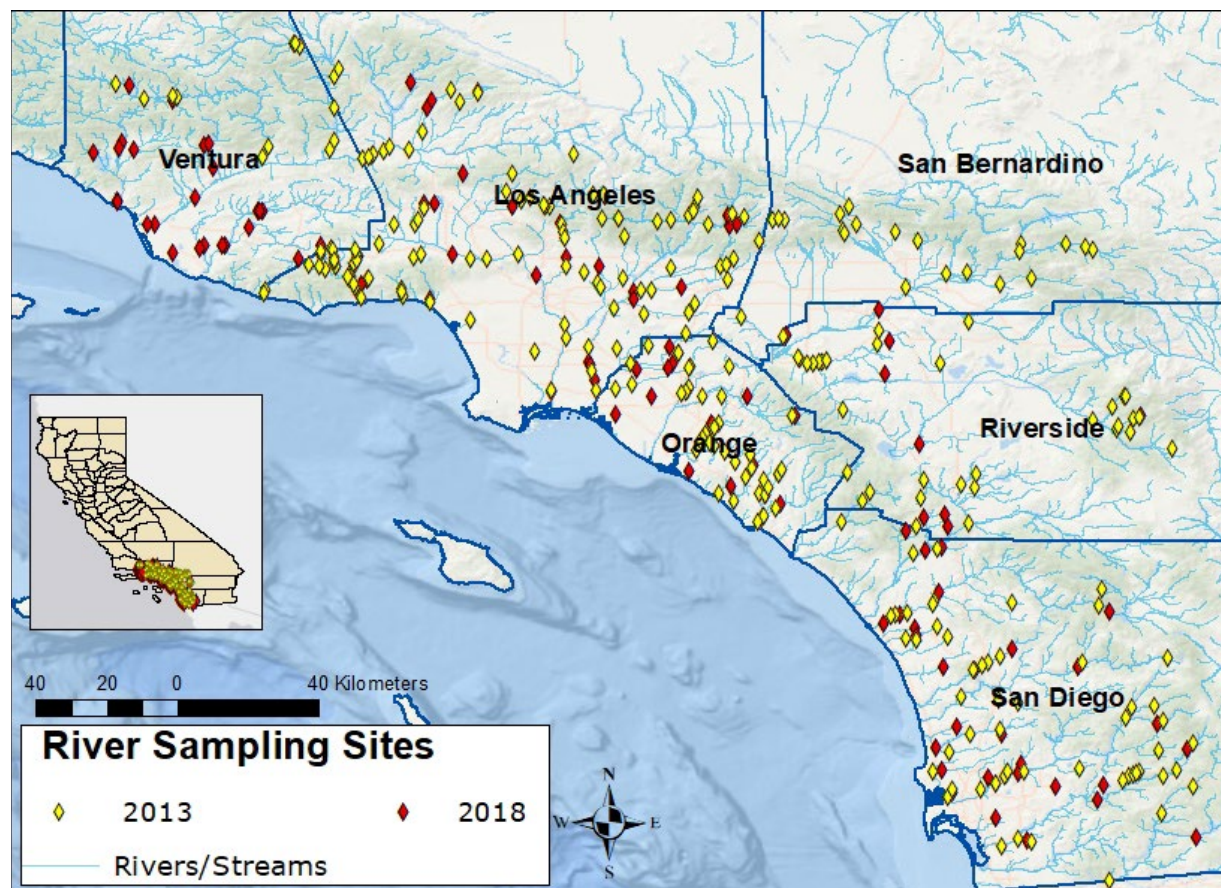 Ventura
Los Angeles
San Bernardino
Orange
Riverside
San Diego
40 20 0 40 Kilometers
River Sampling Sites
2013 2018
Rivers/Streams
N
W E
S